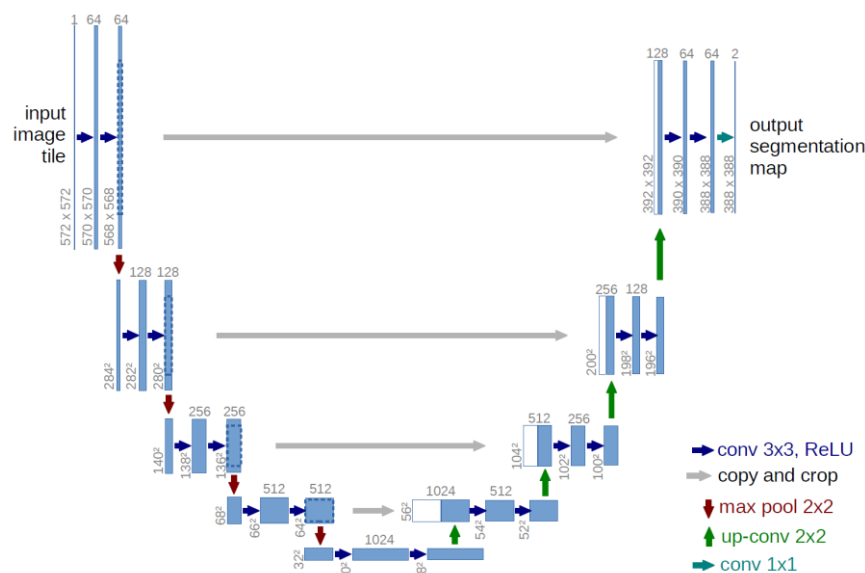 1 64 64
128 64 64 2
input
image
tile
output
segmentation
map
572 x 572
570 x 570
568 x 568
392 x 392
390 x 390
388 x 388
388 x 388
128 128
256 128
284²
282²
280²
200²
198²
196²
256 256
512 256
140²
138²
136²
104²
102²
100²
512 512
1024 512
68²
66²
64²
56²
54²
52²
1024
32²
0²
8²
conv 3x3, ReLU
copy and crop
max pool 2x2
up-conv 2x2
conv 1x1